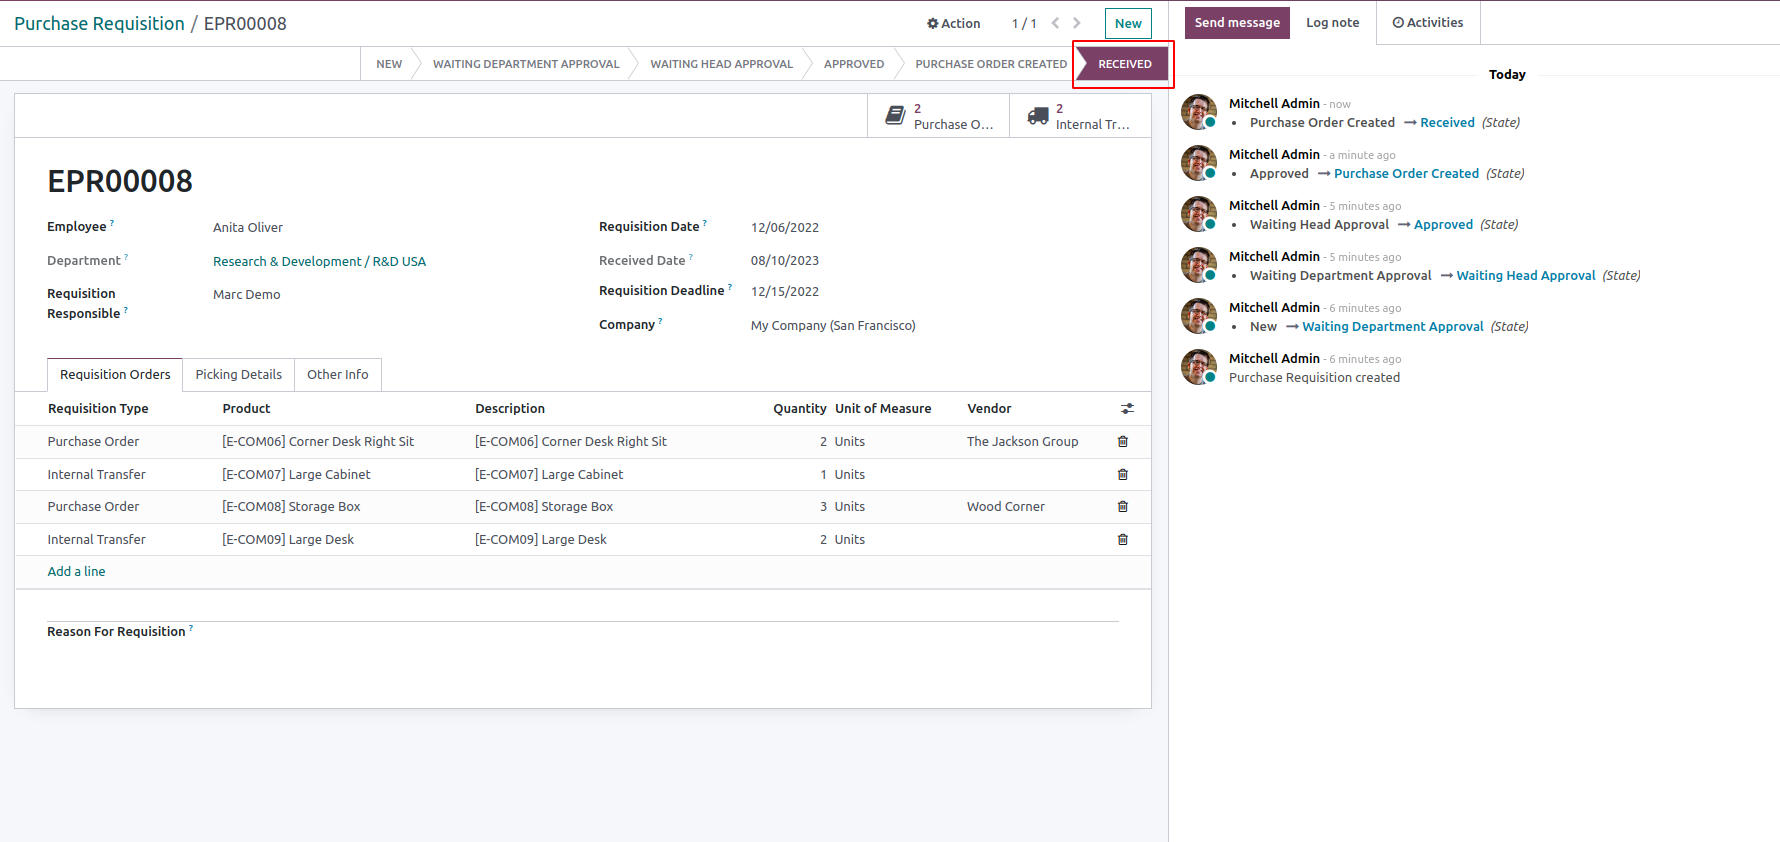 Purchase Requisition / EPR00008
Action
1 / 1
New
NEW
WAITING DEPARTMENT APPROVAL
WAITING HEAD APPROVAL
APPROVED
PURCHASE ORDER CREATED
RECEIVED
2
Purchase O...
2
Internal Tr...
EPR00008
Employee ?
Anita Oliver
Department ?
Research & Development / R&D USA
Requisition
Responsible ?
Marc Demo
Requisition Date ?
12/06/2022
Received Date ?
08/10/2023
Requisition Deadline ?
12/15/2022
Company ?
My Company (San Francisco)
Requisition Orders
Picking Details
Other Info
Requisition Type Product Description Quantity Unit of Measure Vendor
Purchase Order [E-COM06] Corner Desk Right Sit [E-COM06] Corner Desk Right Sit 2 Units The Jackson Group
Internal Transfer [E-COM07] Large Cabinet [E-COM07] Large Cabinet 1 Units
Purchase Order [E-COM08] Storage Box [E-COM08] Storage Box 3 Units Wood Corner
Internal Transfer [E-COM09] Large Desk [E-COM09] Large Desk 2 Units
Add a line
Reason For Requisition ?
Send message
Log note
Activities
Today
Mitchell Admin - now
• Purchase Order Created → Received (State)
Mitchell Admin - a minute ago
• Approved → Purchase Order Created (State)
Mitchell Admin - 5 minutes ago
• Waiting Head Approval → Approved (State)
Mitchell Admin - 5 minutes ago
• Waiting Department Approval → Waiting Head Approval (State)
Mitchell Admin - 6 minutes ago
• New → Waiting Department Approval (State)
Mitchell Admin - 6 minutes ago
Purchase Requisition created